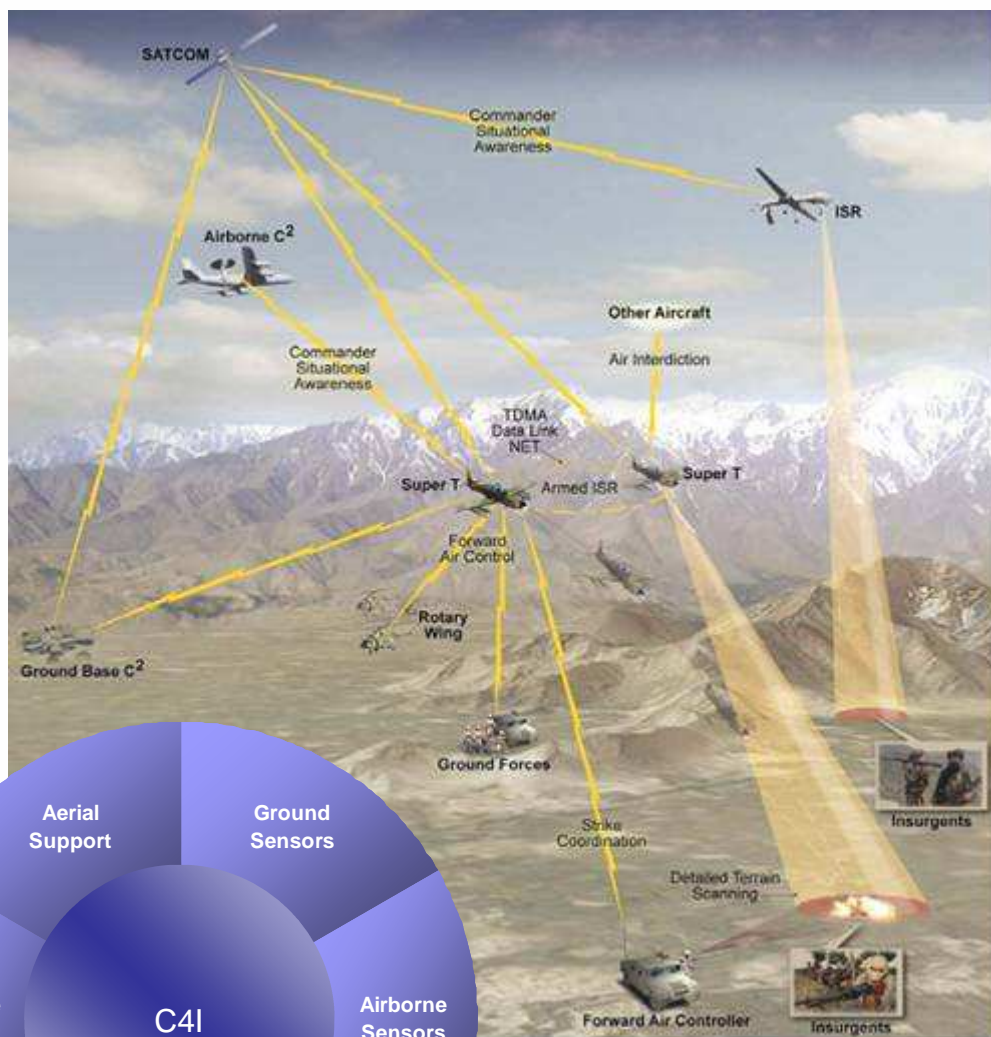 SATCOM
Commander
Situational
Awareness
ISR
Airborne C²
Other Aircraft
Commander
Situational
Awareness
Air Interdiction
TDMA
Data Link
NET
Super T
Armed ISR
Super T
Forward
Air Control
Rotary
Wing
Ground Base C²
Ground Forces
Insurgents
Strike
Coordination
Detailed Terrain
Scanning
Forward Air Controller
Insurgents
Aerial
Support
Ground
Sensors
Airborne
Sensors
C4I